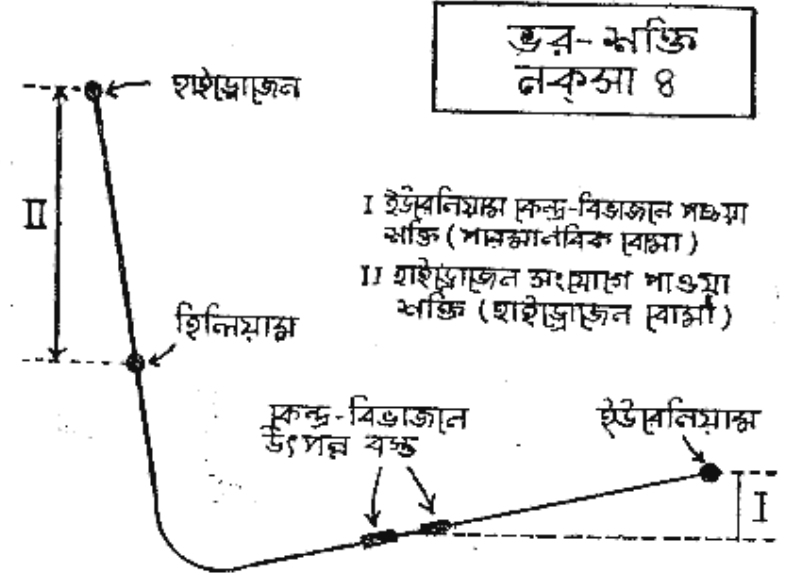 ভর-শক্তি
নক্সা ৪
হাইড্রোজেন
II
I ইউরেনিয়াম কেন্দ্র-বিভাজনে পাওয়া
শক্তি (পারমানবিক বোমা)
II হাইড্রোজেন সংযোগে পাওয়া
শক্তি (হাইড্রোজেন বোমা)
হিলিয়াম
কেন্দ্র-বিভাজনে
উৎপন্ন বস্তু
ইউরেনিয়াম
I